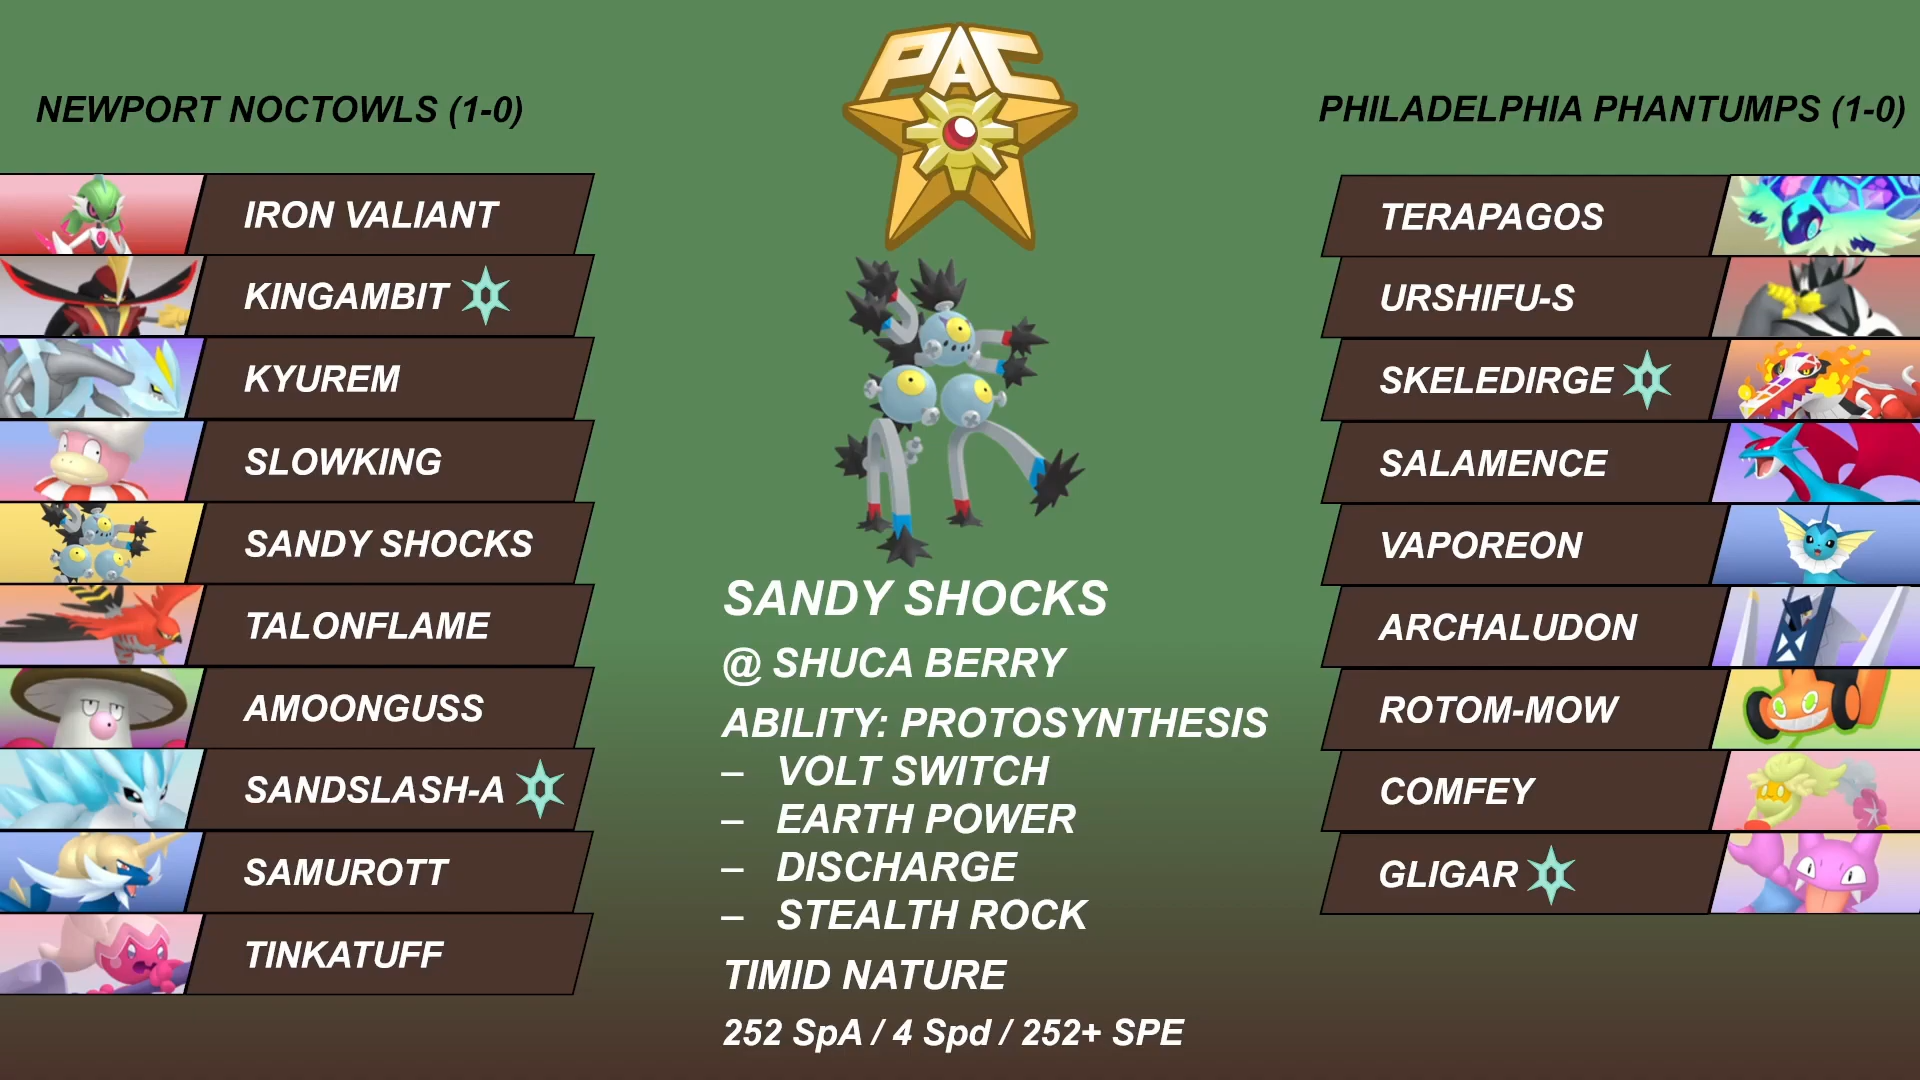 PAC
NEWPORT NOCTOWLS (1-0)
IRON VALIANT
KINGAMBIT
KYUREM
SLOWKING
SANDY SHOCKS
TALONFLAME
AMOONGUSS
SANDSLASH-A
SAMUROTT
TINKATUFF
SANDY SHOCKS
@ SHUCA BERRY
ABILITY: PROTOSYNTHESIS
– VOLT SWITCH
– EARTH POWER
– DISCHARGE
– STEALTH ROCK
TIMID NATURE
252 SpA / 4 Spd / 252+ SPE
PHILADELPHIA PHANTUMPS (1-0)
TERAPAGOS
URSHIFU-S
SKELEDIRGE
SALAMENCE
VAPOREON
ARCHALUDON
ROTOM-MOW
COMFEY
GLIGAR